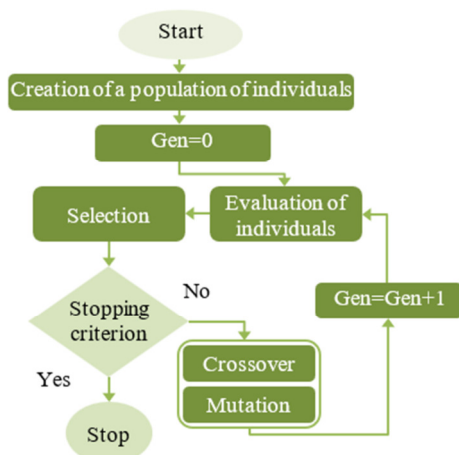 Start
Creation of a population of individuals
Gen=0
Evaluation of
individuals
Selection
Stopping
criterion
No
Yes
Gen=Gen+1
Crossover
Mutation
Stop